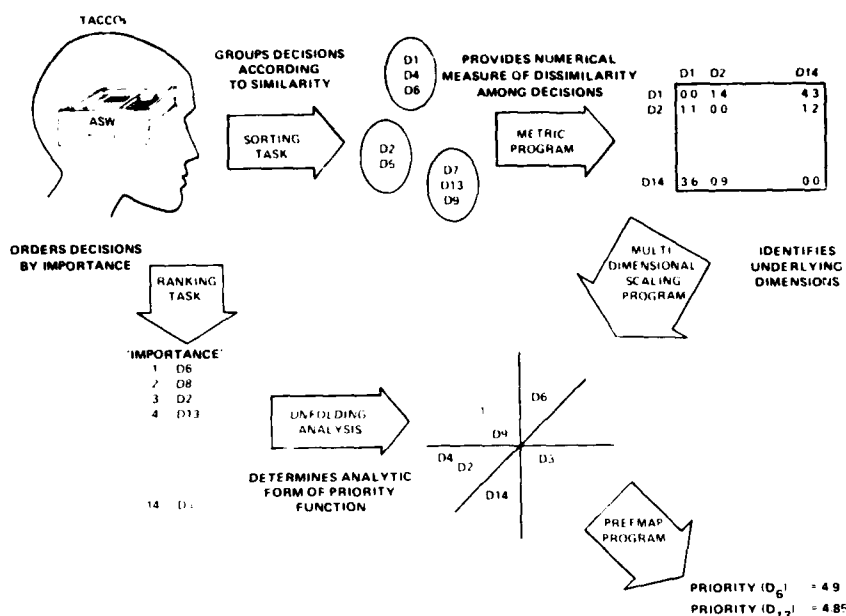 TACCOs
ASW
GROUPS DECISIONS
ACCORDING
TO SIMILARITY
SORTING
TASK
D1
D4
D6
D2
D5
D7
D13
D9
PROVIDES NUMERICAL
MEASURE OF DISSIMILARITY
AMONG DECISIONS
METRIC
PROGRAM
D1 D2 D14
D1 0 0 1 4 4 3
D2 1 1 0 0 1 2
D14 3 6 0 9 0 0
ORDERS DECISIONS
BY IMPORTANCE
RANKING
TASK
MULTI
DIMENSIONAL
SCALING
PROGRAM
IDENTIFIES
UNDERLYING
DIMENSIONS
'IMPORTANCE'
1 D6
2 D8
3 D2
4 D13
14
UNFOLDING
ANALYSIS
DETERMINES ANALYTIC
FORM OF PRIORITY
FUNCTION
1
D6
D9
D4
D2
D3
D14
PREFMAP
PROGRAM
PRIORITY (D6) = 4 9
PRIORITY (D13) = 4.85